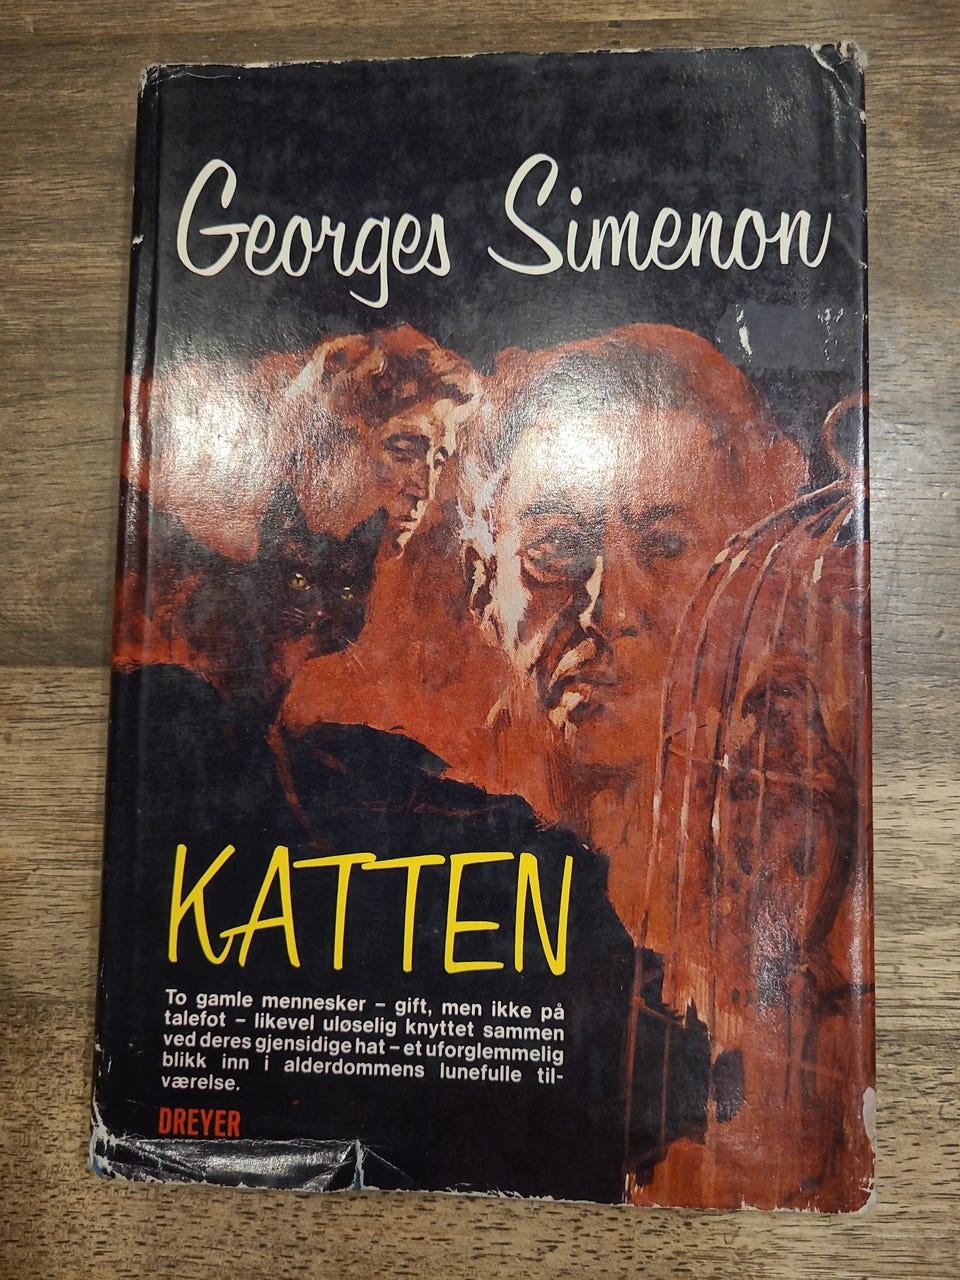 Georges Simenon
KATTEN
To gamle mennesker – gift, men ikke på
talefot – likevel uløselig knyttet sammen
ved deres gjensidige hat – et uforglemmelig
blikk inn i alderdommens lunefulle til-
værelse.
DREYER